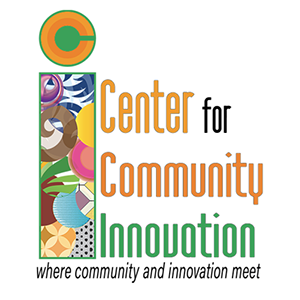 Center for
Community
Innovation
where community and innovation meet